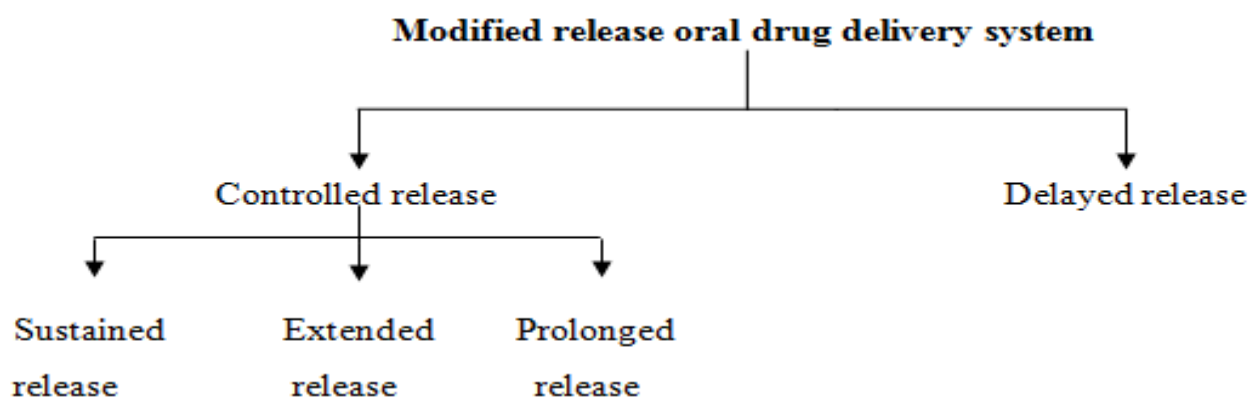 Modified release oral drug delivery system
Controlled release
Delayed release
Sustained
release
Extended
release
Prolonged
release